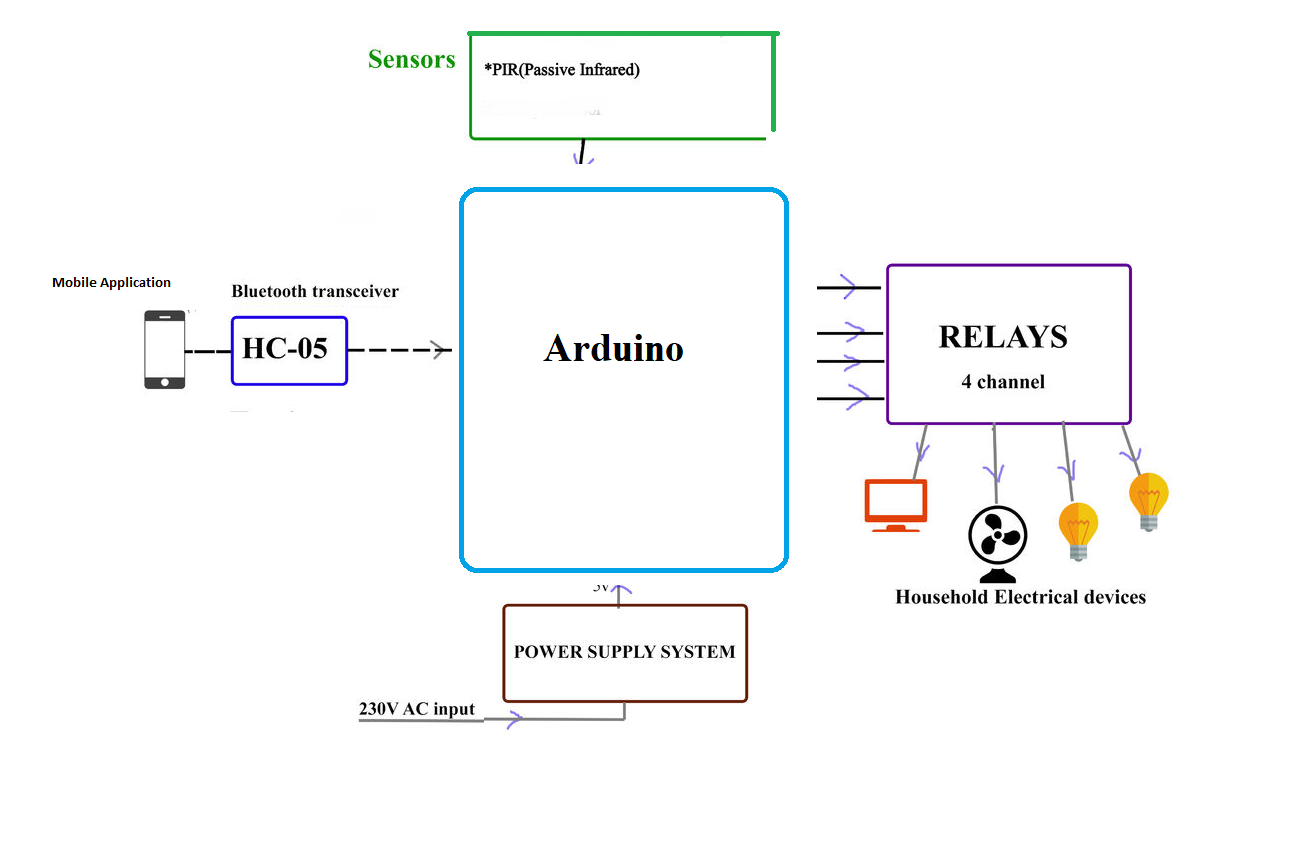 Sensors
*PIR(Passive Infrared)
Mobile Application
Bluetooth transceiver
HC-05
Arduino
RELAYS
4 channel
Household Electrical devices
POWER SUPPLY SYSTEM
230V AC input